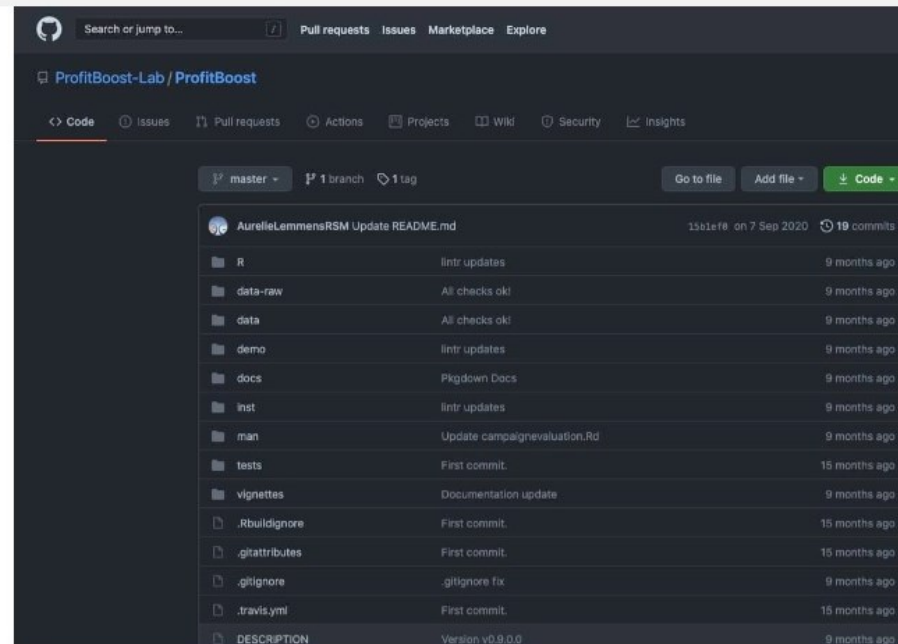 Search or jump to... / Pull requests Issues Marketplace Explore
ProfitBoost-Lab / ProfitBoost
<> Code Issues Pull requests Actions Projects Wiki Security Insights
master 1 branch 1 tag Go to file Add file Code
AurelieLemmensRSM Update README.md 15b1ef0 on 7 Sep 2020 19 commits
R lintr updates 9 months ago
data-raw All checks ok! 9 months ago
data All checks ok! 9 months ago
demo lintr updates 9 months ago
docs Pkgdown Docs 9 months ago
inst lintr updates 9 months ago
man Update campaignevaluation.Rd 9 months ago
tests First commit. 15 months ago
vignettes Documentation update 9 months ago
.Rbuildignore First commit. 15 months ago
.gitattributes First commit. 15 months ago
.gitignore .gitignore fix 9 months ago
.travis.yml First commit. 15 months ago
DESCRIPTION Version v0.9.0.0 9 months ago